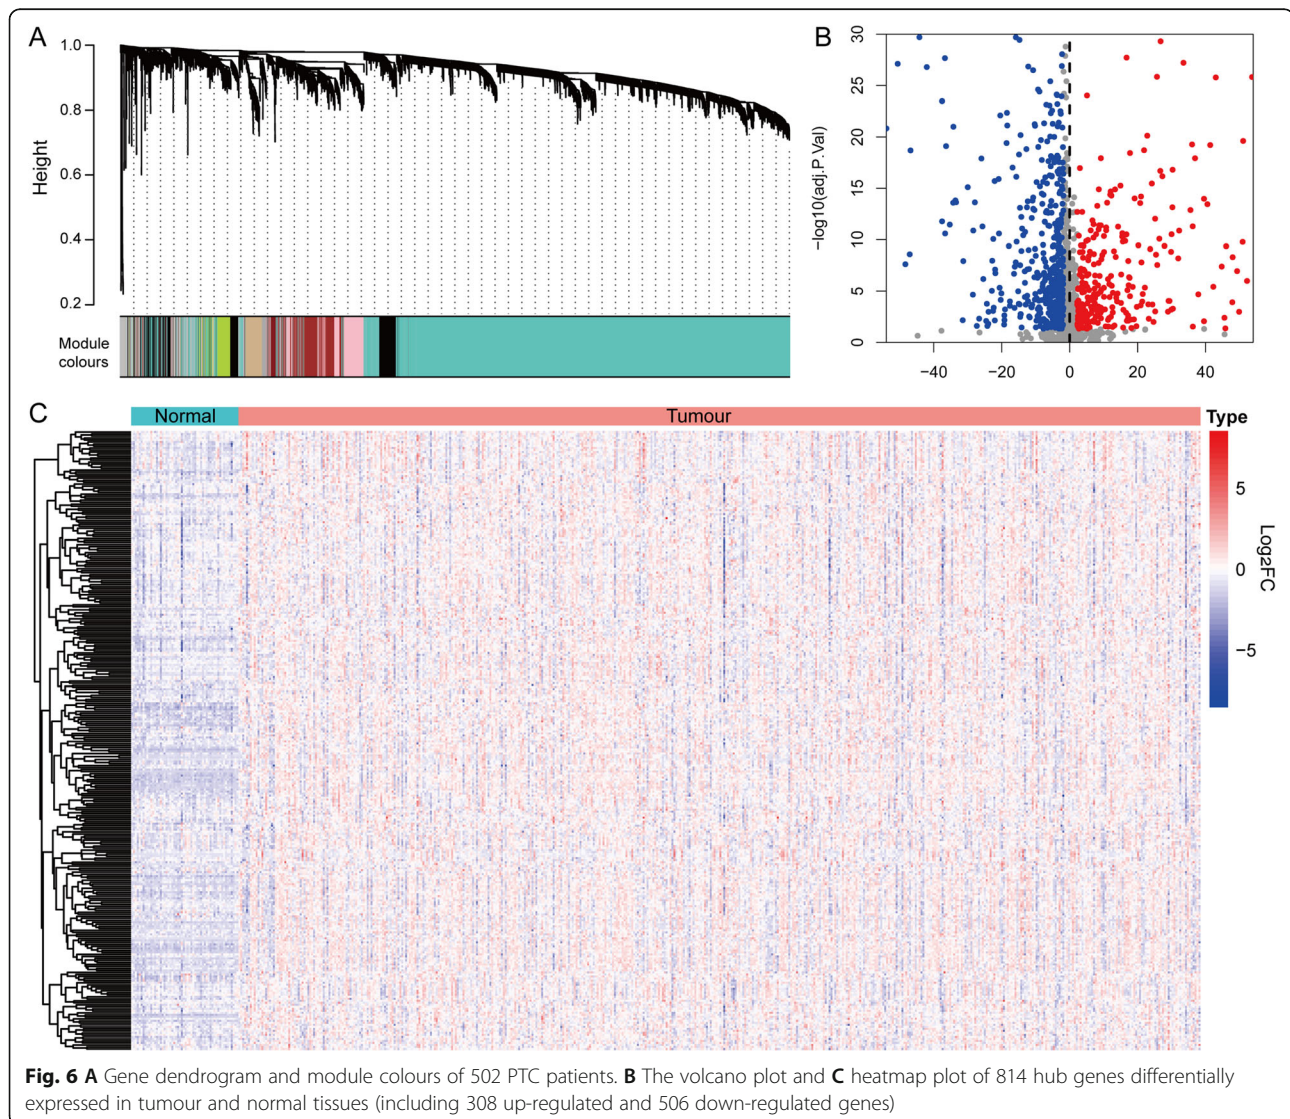 A
1.0
0.8
0.6
0.4
0.2
Height
Module
colours
B
30
25
20
15
10
5
0
−log10(adj.P.Val)
−40 −20 0 20 40
C
Normal
Tumour
Type
5
0
−5
Log2FC
Fig. 6 A Gene dendrogram and module colours of 502 PTC patients. B The volcano plot and C heatmap plot of 814 hub genes differentially
expressed in tumour and normal tissues (including 308 up-regulated and 506 down-regulated genes)